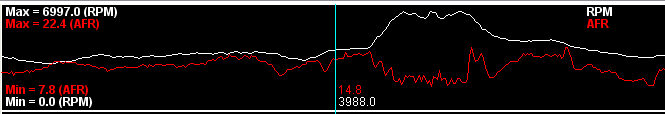 Max = 6997.0 (RPM)
Max = 22.4 (AFR)
RPM
AFR
Min = 7.8 (AFR)
Min = 0.0 (RPM)
14.8
3988.0